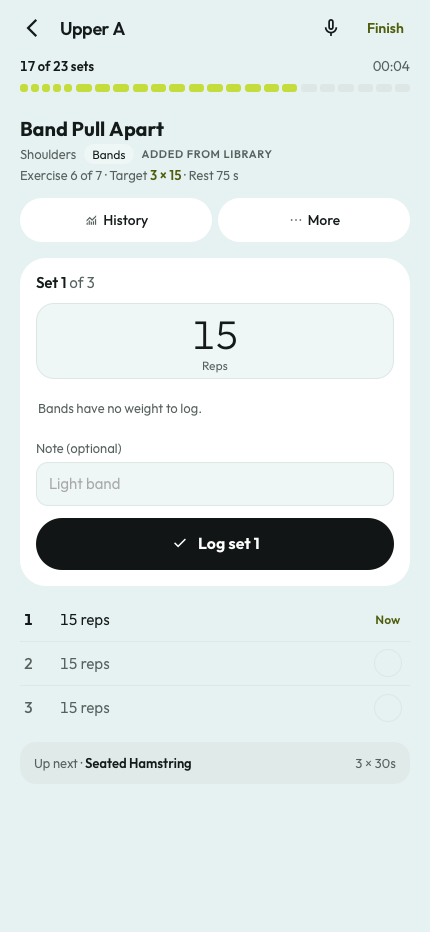 Upper A
Finish
17 of 23 sets
00:04
Band Pull Apart
Shoulders Bands ADDED FROM LIBRARY
Exercise 6 of 7 · Target 3 × 15 · Rest 75 s
History
More
Set 1 of 3
15
Reps
Bands have no weight to log.
Note (optional)
Light band
Log set 1
1 15 reps Now
2 15 reps
3 15 reps
Up next · Seated Hamstring 3 × 30s